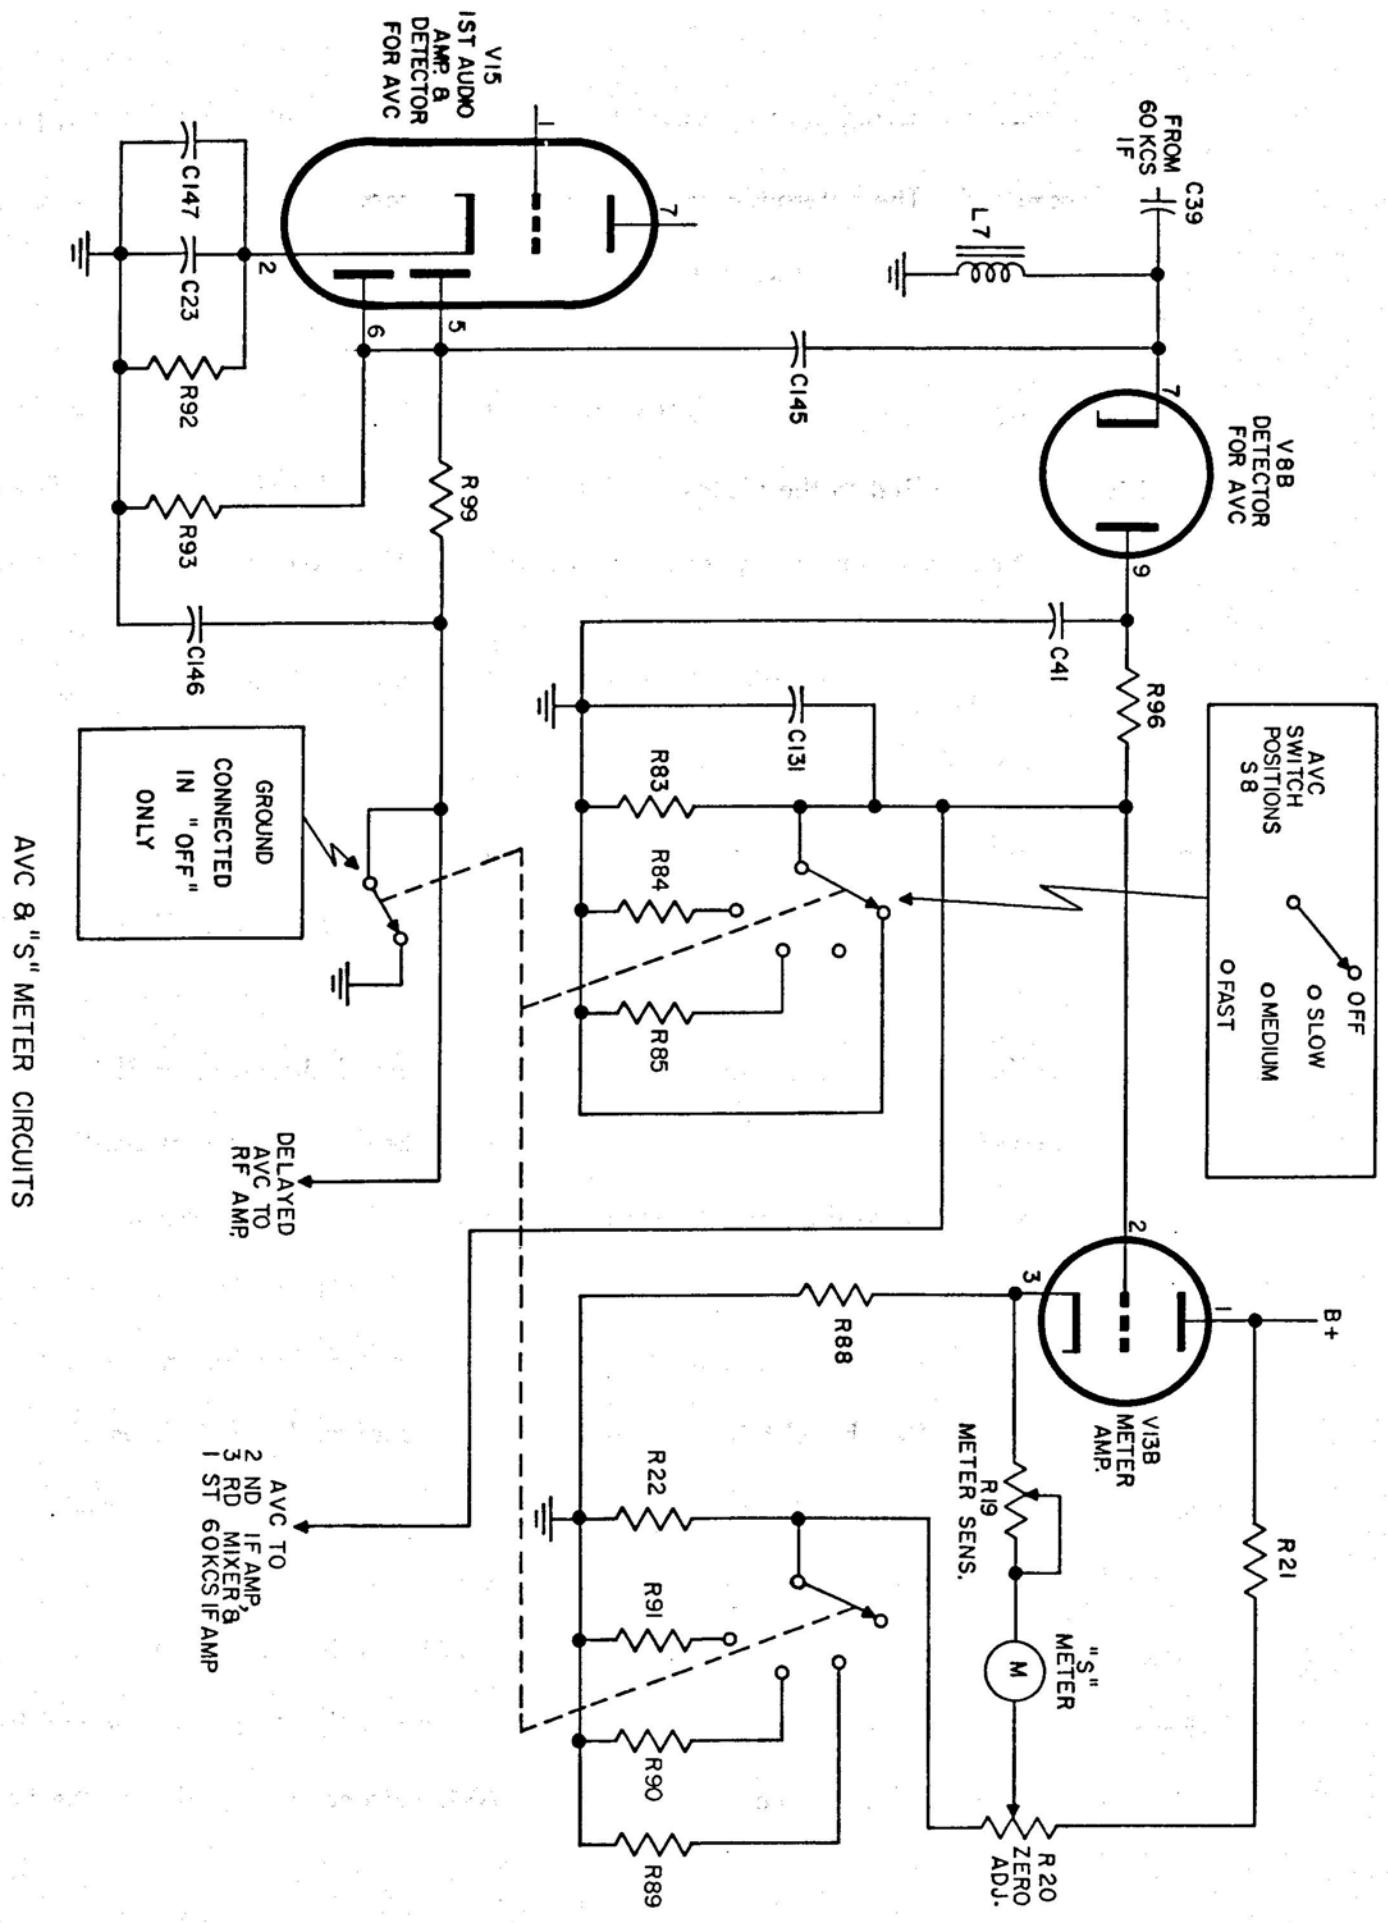 FROM
60 KCS
IF
C39
L7
V8B
DETECTOR
FOR AVC
7
9
C145
C41
R96
AVC
SWITCH
POSITIONS
S8
OFF
SLOW
MEDIUM
FAST
C131
R83
R84
R85
B+
1
2
3
V13B
METER
AMP.
R21
R19
METER SENS.
"S"
METER
M
R20
ZERO
ADJ.
R88
R22
R91
R90
R89
V15
1ST AUDIO
AMP. &
DETECTOR
FOR AVC
1
7
2
6
5
C147
C23
R92
R93
R99
C146
GROUND
CONNECTED
IN "OFF"
ONLY
DELAYED
AVC TO
RF AMP.
AVC TO
2 ND IF AMP,
3 RD MIXER &
1 ST 60KCS IF AMP
AVC & "S" METER CIRCUITS